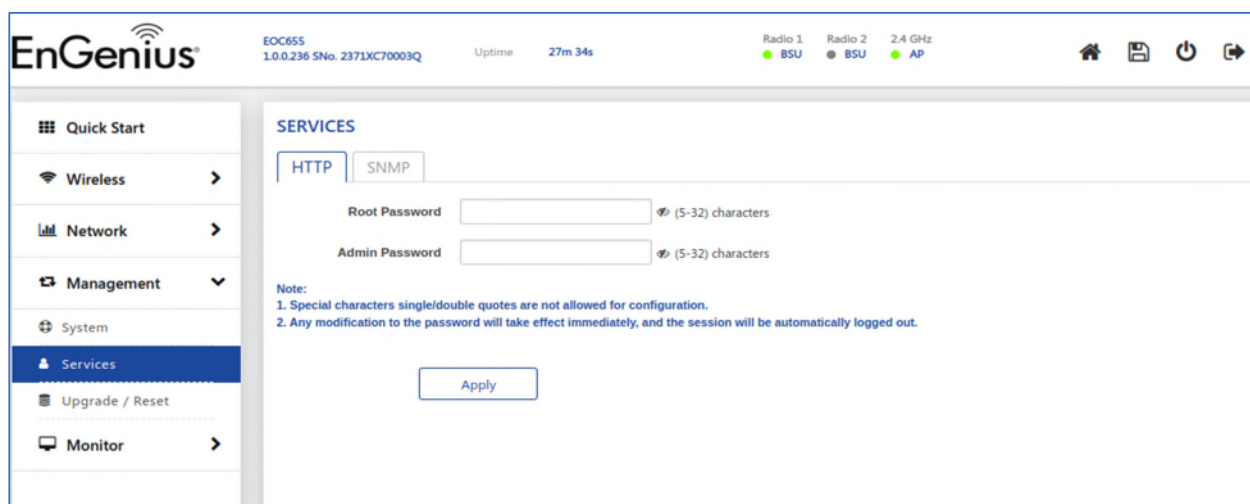 EnGenius®
EOC655
1.0.0.236 SNo. 2371XC70003Q
Uptime 27m 34s
Radio 1 Radio 2 2.4 GHz
BSU BSU AP
Quick Start
Wireless
Network
Management
System
Services
Upgrade / Reset
Monitor
SERVICES
HTTP SNMP
Root Password (5-32) characters
Admin Password (5-32) characters
Note:
1. Special characters single/double quotes are not allowed for configuration.
2. Any modification to the password will take effect immediately, and the session will be automatically logged out.
Apply